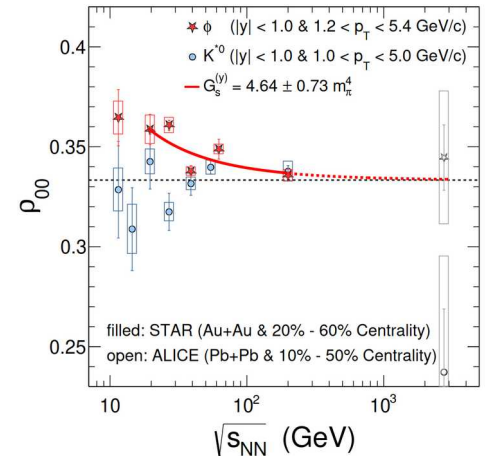 0.4
0.35
0.3
0.25
ρ00
φ (|y| < 1.0 & 1.2 < pT < 5.4 GeV/c)
K*0 (|y| < 1.0 & 1.0 < pT < 5.0 GeV/c)
Gs(y) = 4.64 ± 0.73 mπ4
filled: STAR (Au+Au & 20% - 60% Centrality)
open: ALICE (Pb+Pb & 10% - 50% Centrality)
10 10² 10³
√sNN (GeV)